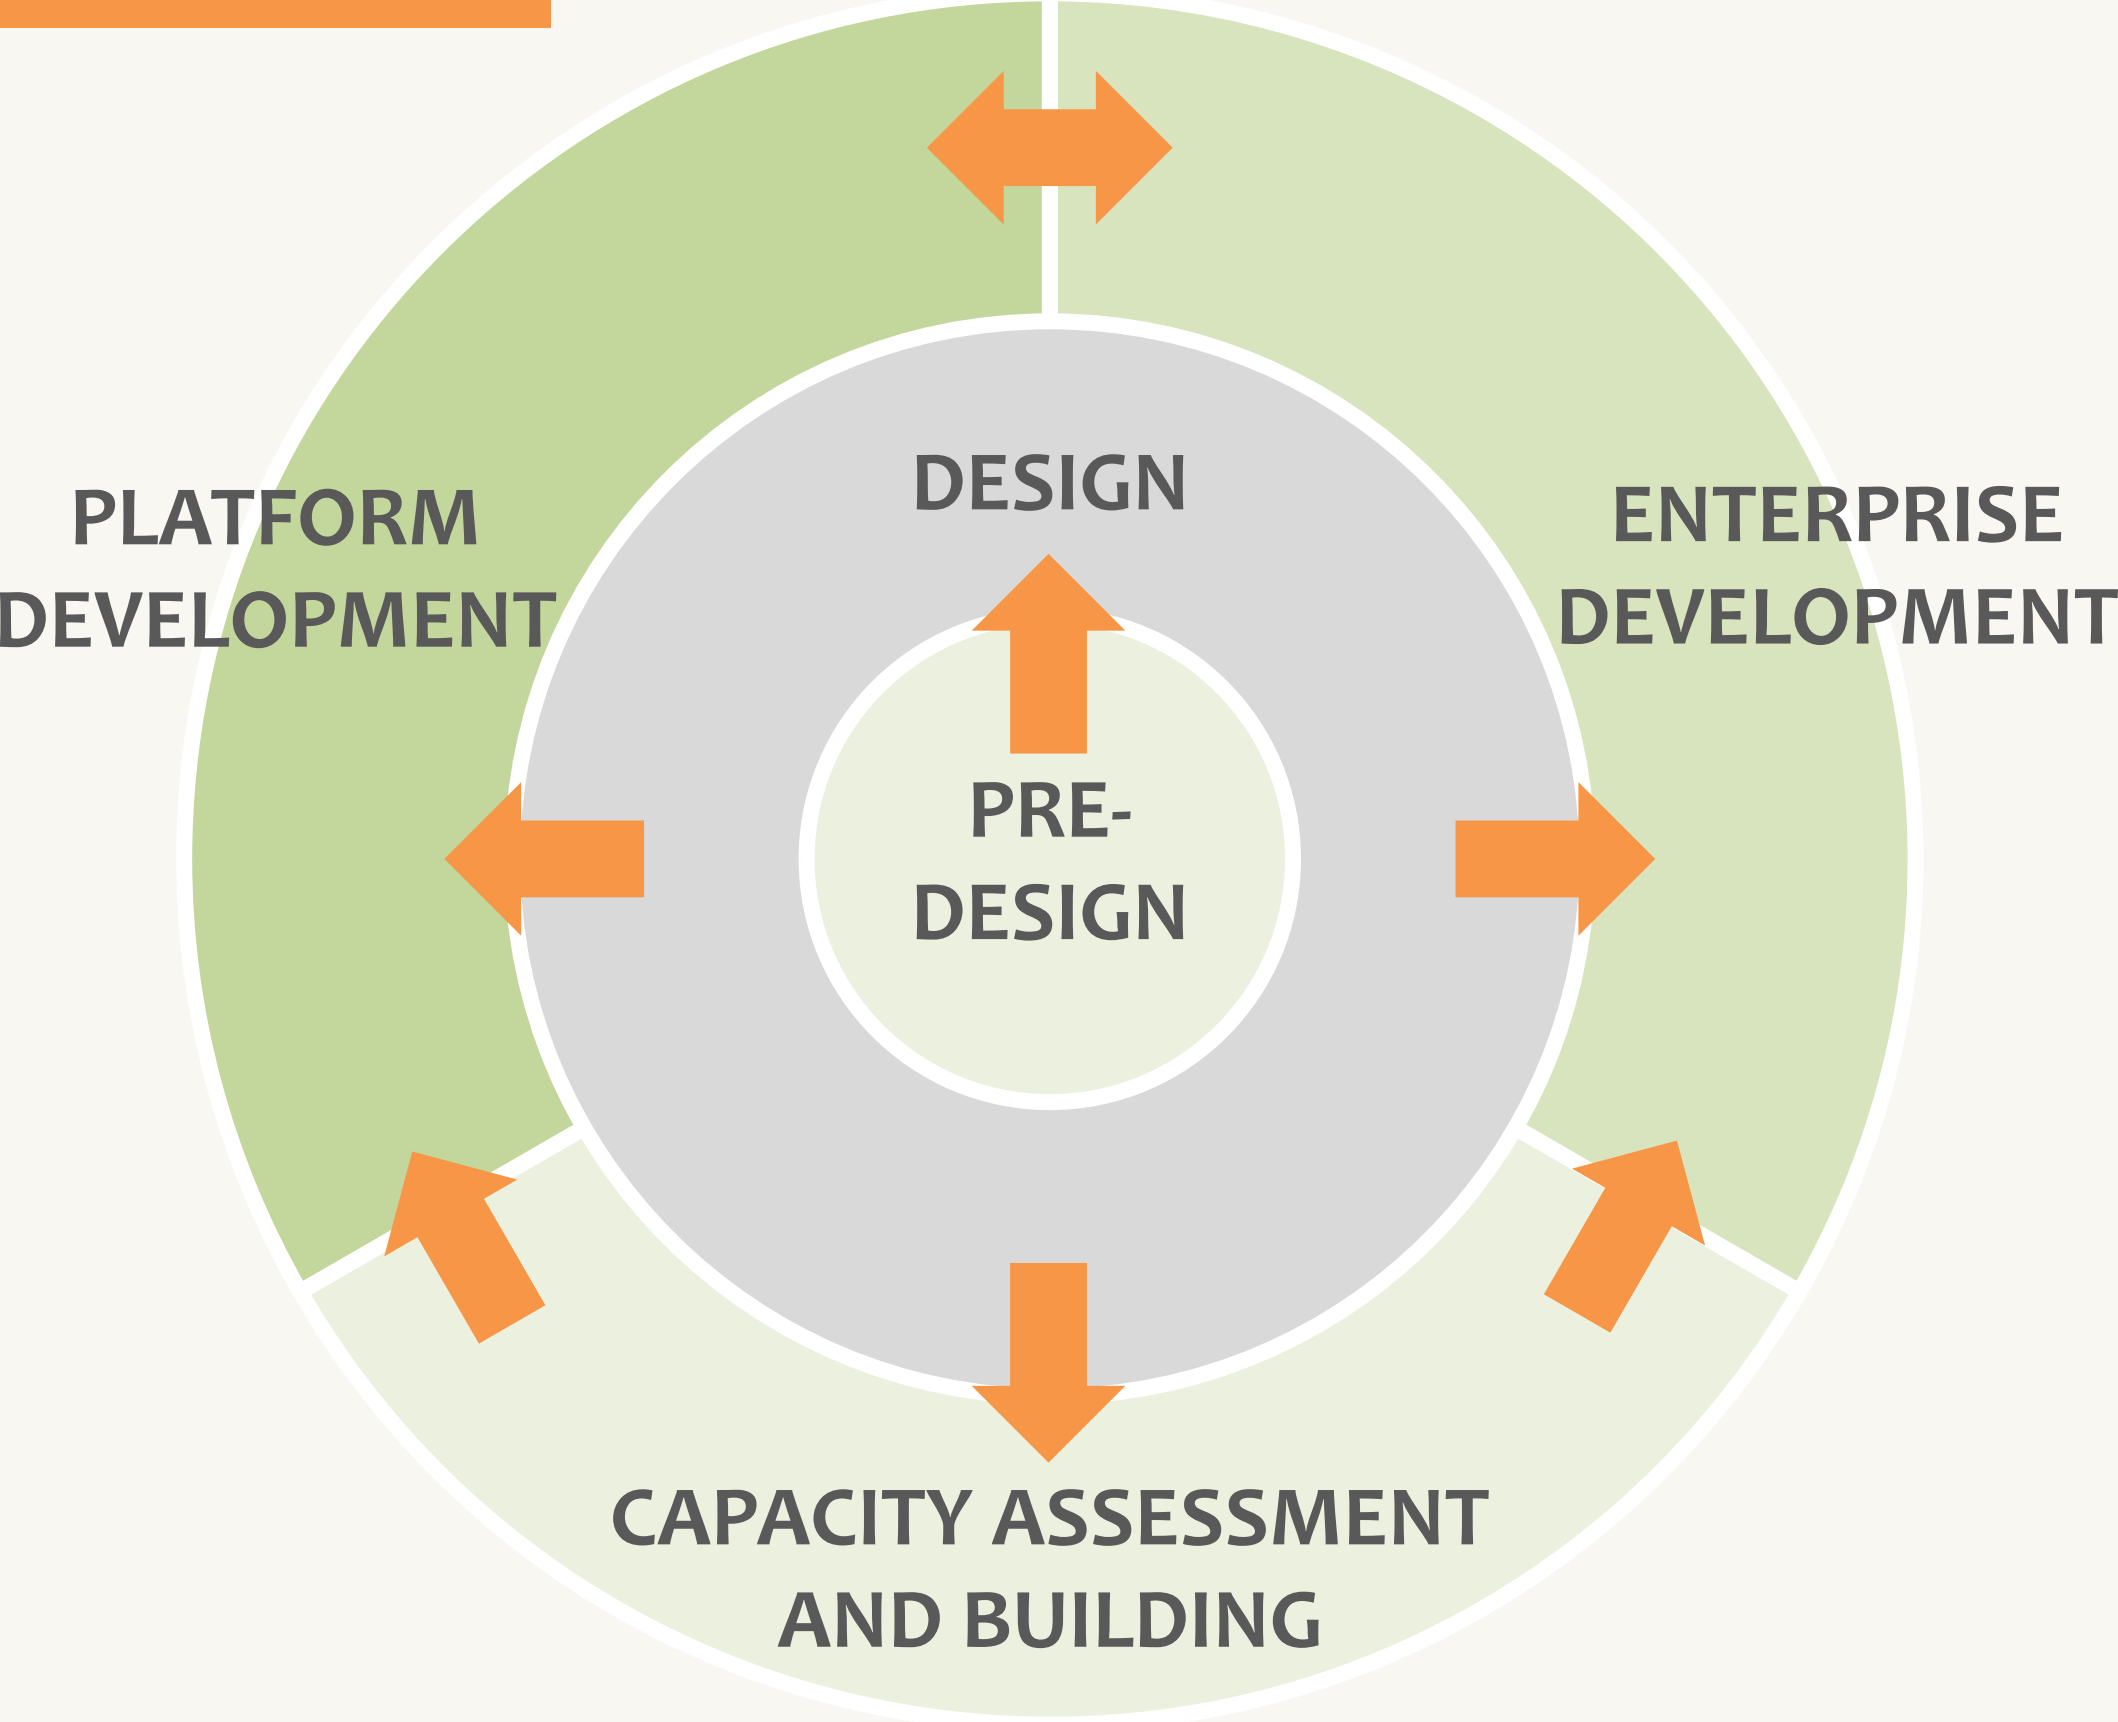 DESIGN
PLATFORM
DEVELOPMENT
ENTERPRISE
DEVELOPMENT
PRE-
DESIGN
CAPACITY ASSESSMENT
AND BUILDING